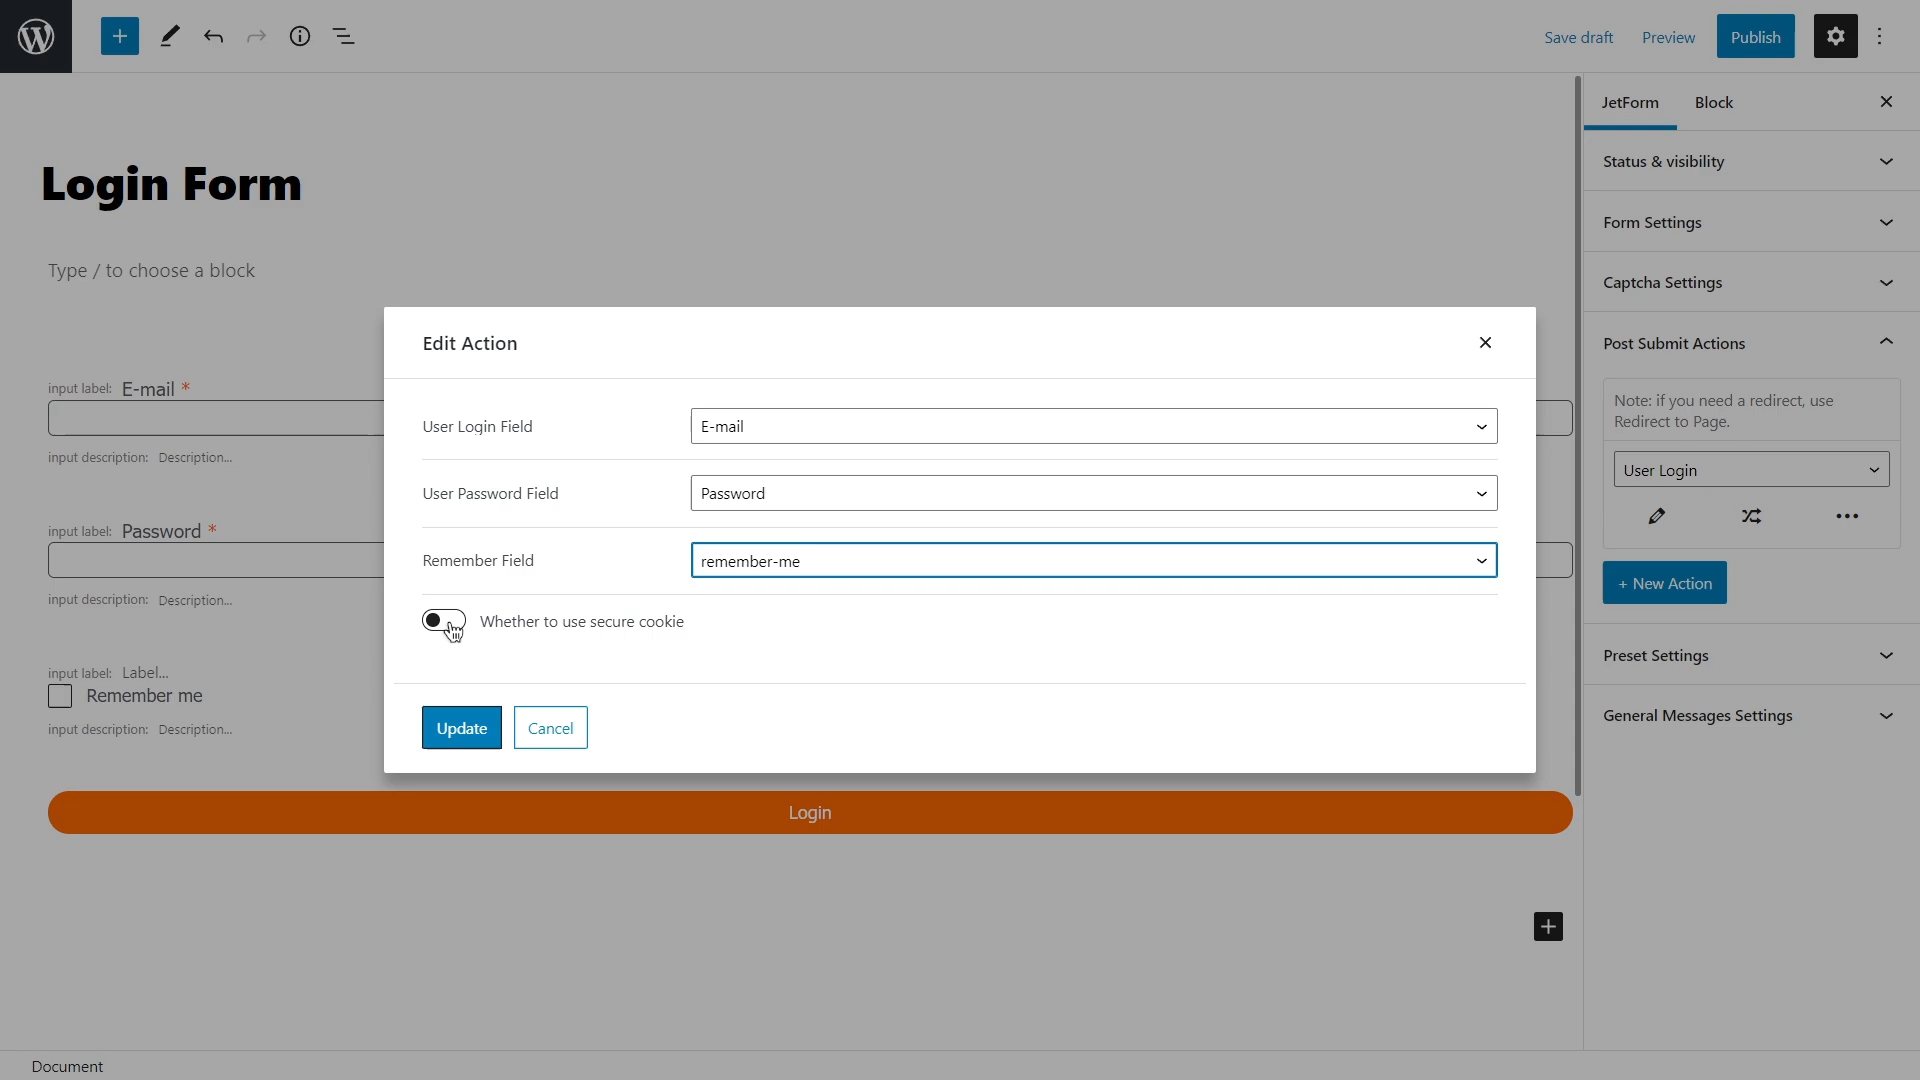 Save draft
Preview
Publish
JetForm
Block
Login Form
Status & visibility
Form Settings
Type / to choose a block
Captcha Settings
Edit Action
Post Submit Actions
input label: E-mail *
Note: if you need a redirect, use
Redirect to Page.
User Login Field
E-mail
input description: Description...
User Login
User Password Field
Password
input label: Password *
Remember Field
remember-me
+ New Action
input description: Description...
Whether to use secure cookie
Preset Settings
input label: Label...
Remember me
General Messages Settings
input description: Description...
Update
Cancel
Login
Document